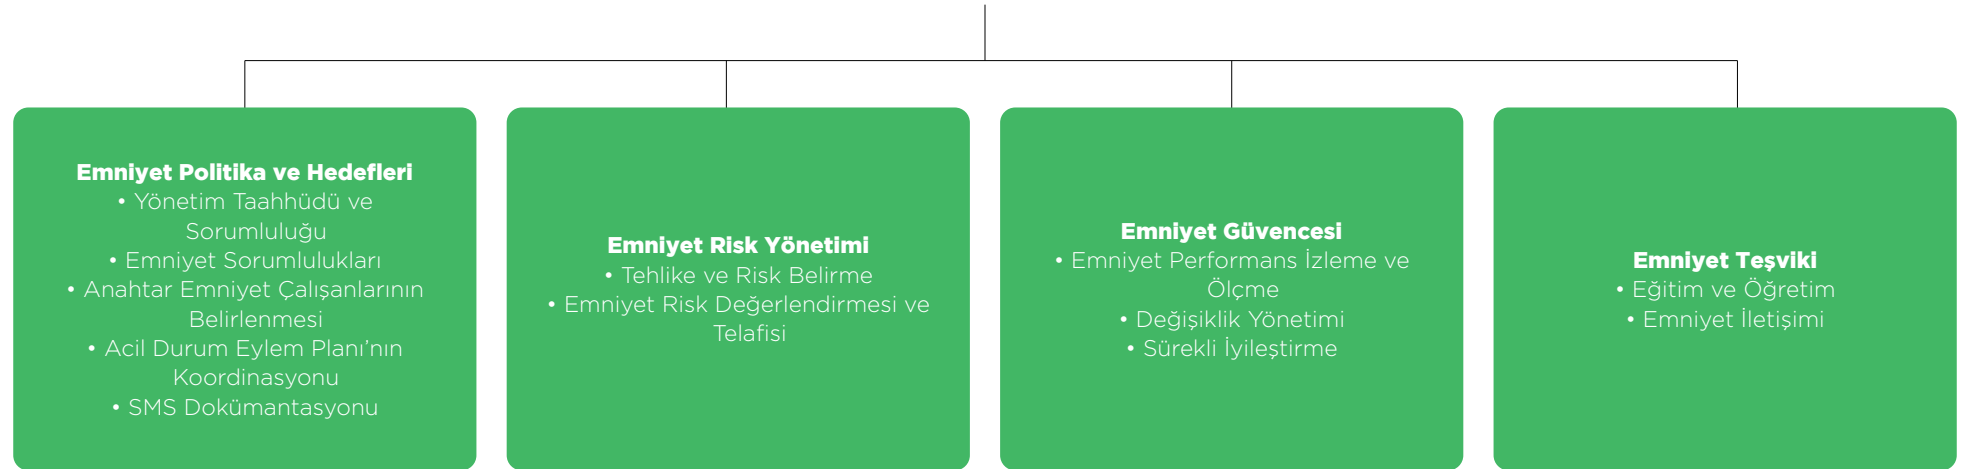 Emniyet Politika ve Hedefleri
• Yönetim Taahhüdü ve
Sorumluluğu
• Emniyet Sorumlulukları
• Anahtar Emniyet Çalışanlarının
Belirlenmesi
• Acil Durum Eylem Planı’nın
Koordinasyonu
• SMS Dokümantasyonu
Emniyet Risk Yönetimi
• Tehlike ve Risk Belirme
• Emniyet Risk Değerlendirmesi ve
Telafisi
Emniyet Güvencesi
• Emniyet Performans İzleme ve
Ölçme
• Değişiklik Yönetimi
• Sürekli İyileştirme
Emniyet Teşviki
• Eğitim ve Öğretim
• Emniyet İletişimi